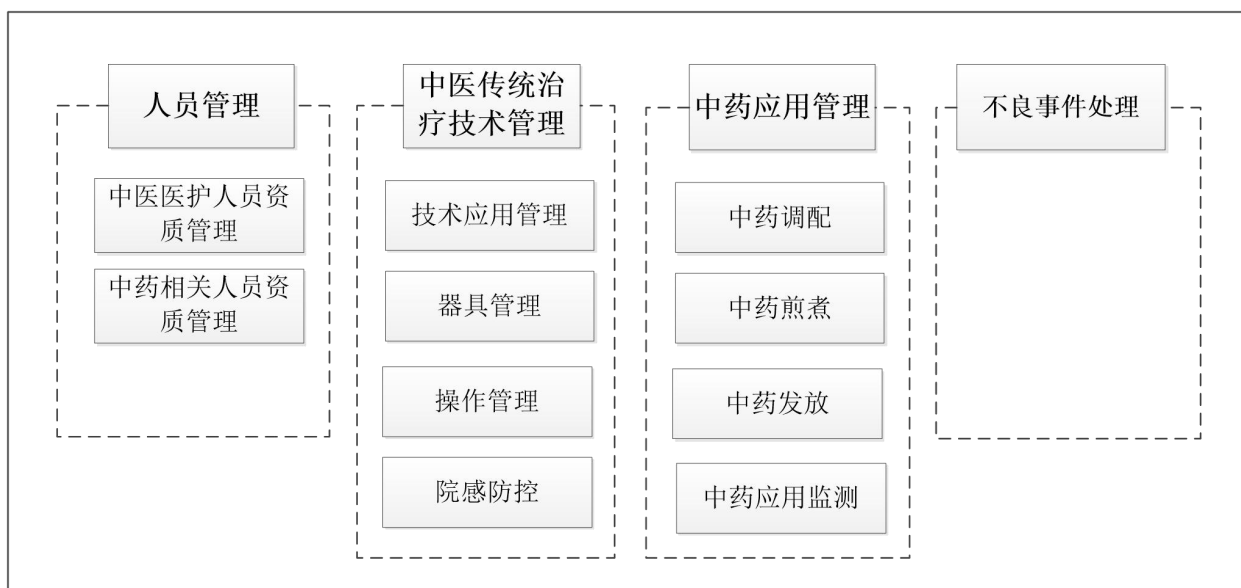 人员管理
中医医护人员资
质管理
中药相关人员资
质管理
中医传统治
疗技术管理
技术应用管理
器具管理
操作管理
院感防控
中药应用管理
中药调配
中药煎煮
中药发放
中药应用监测
不良事件处理